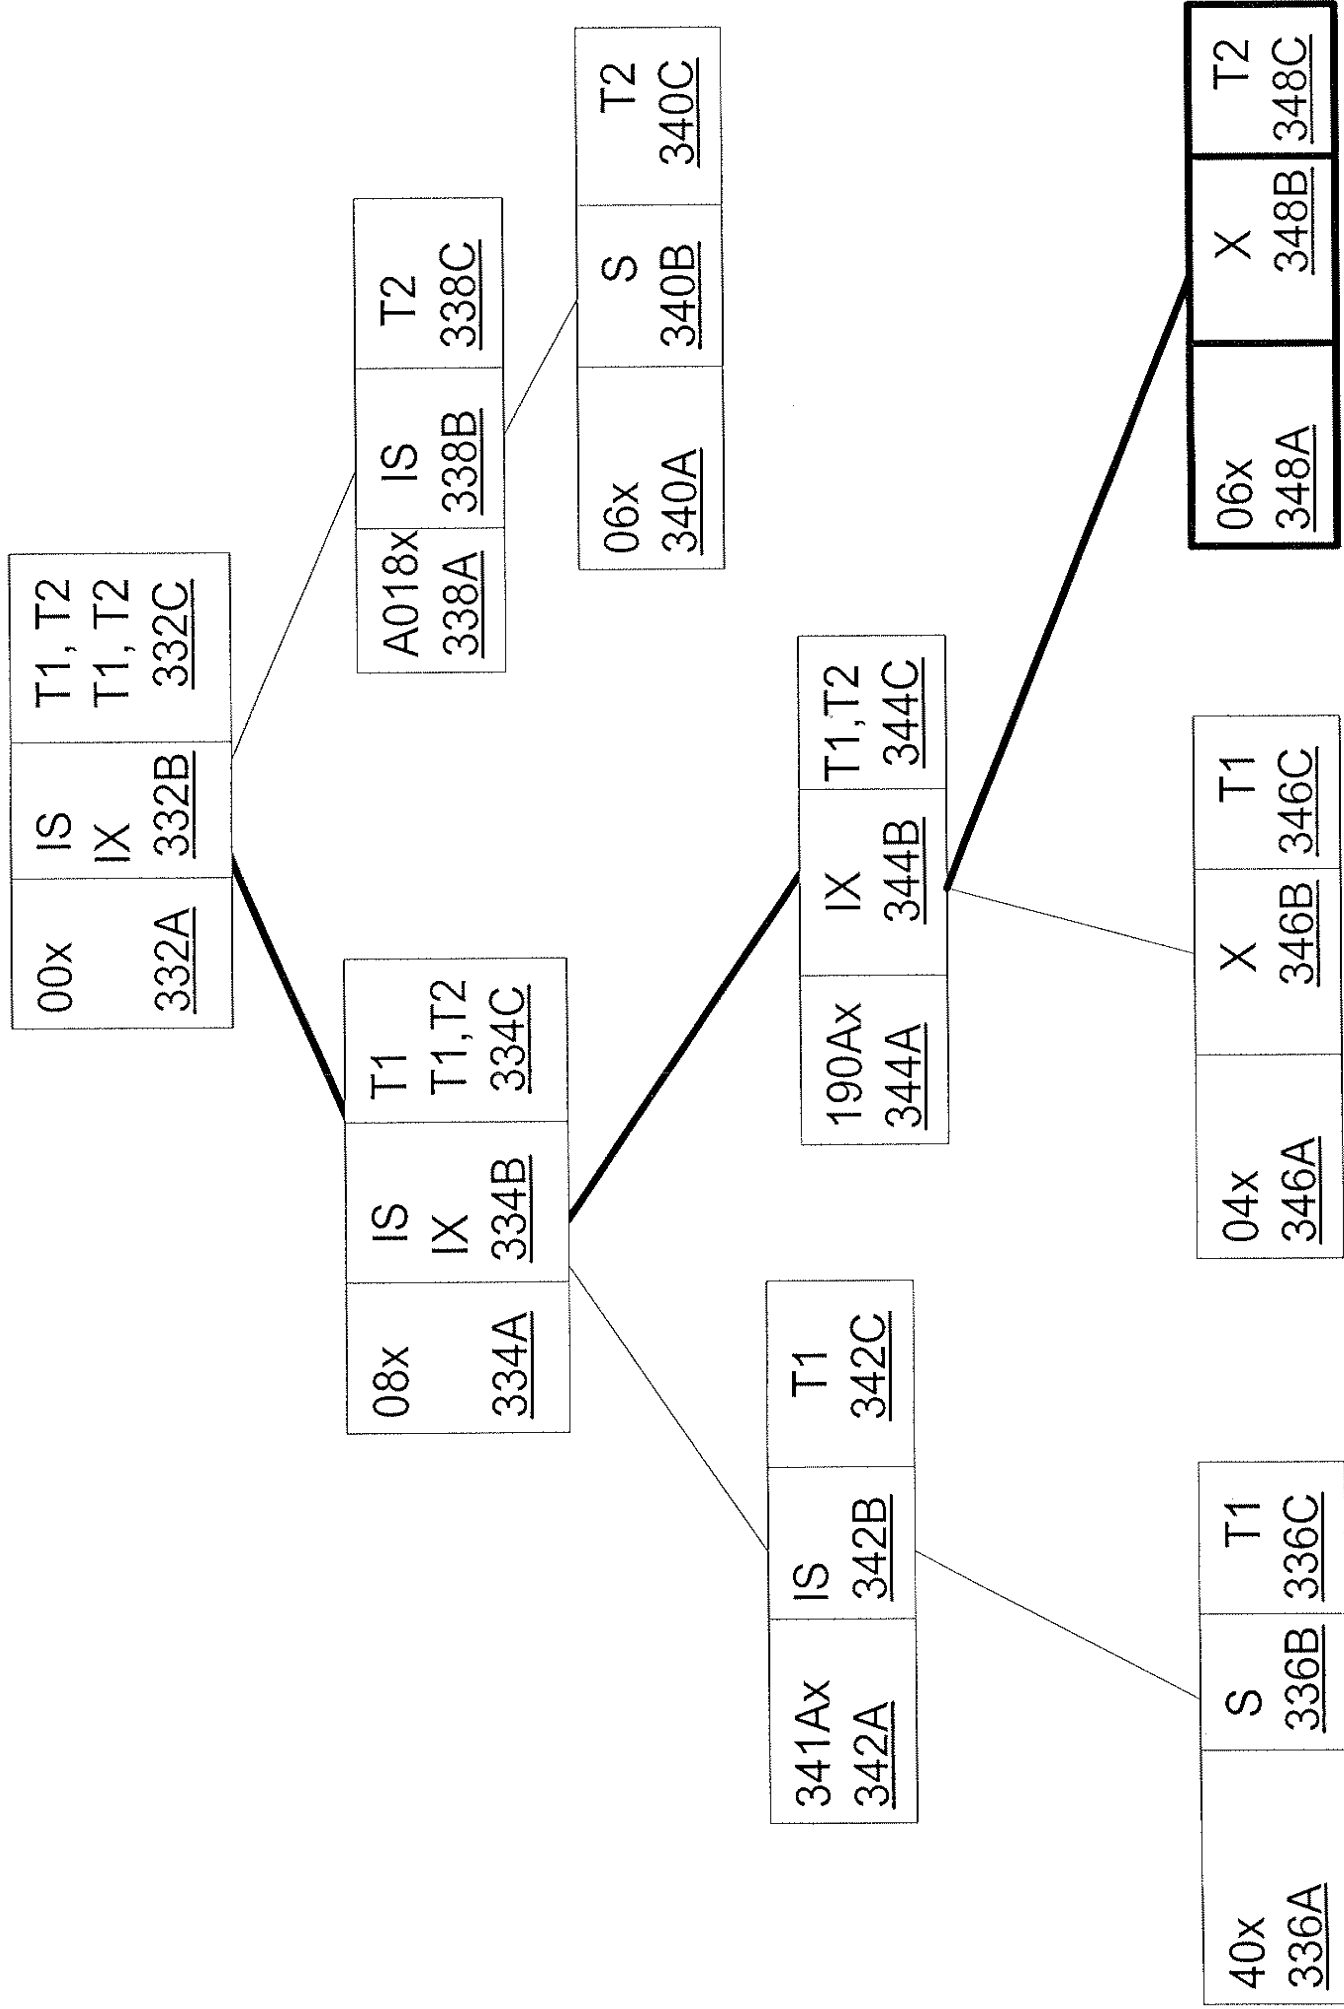 00x
332A
IS
IX
332B
T1, T2
T1, T2
332C
08x
334A
IS
IX
334B
T1
T1,T2
334C
A018x
338A
IS
338B
T2
338C
06x
340A
S
340B
T2
340C
341Ax
342A
IS
342B
T1
342C
190Ax
344A
IX
344B
T1,T2
344C
40x
336A
S
336B
T1
336C
04x
346A
X
346B
T1
346C
06x
348A
X
348B
T2
348C